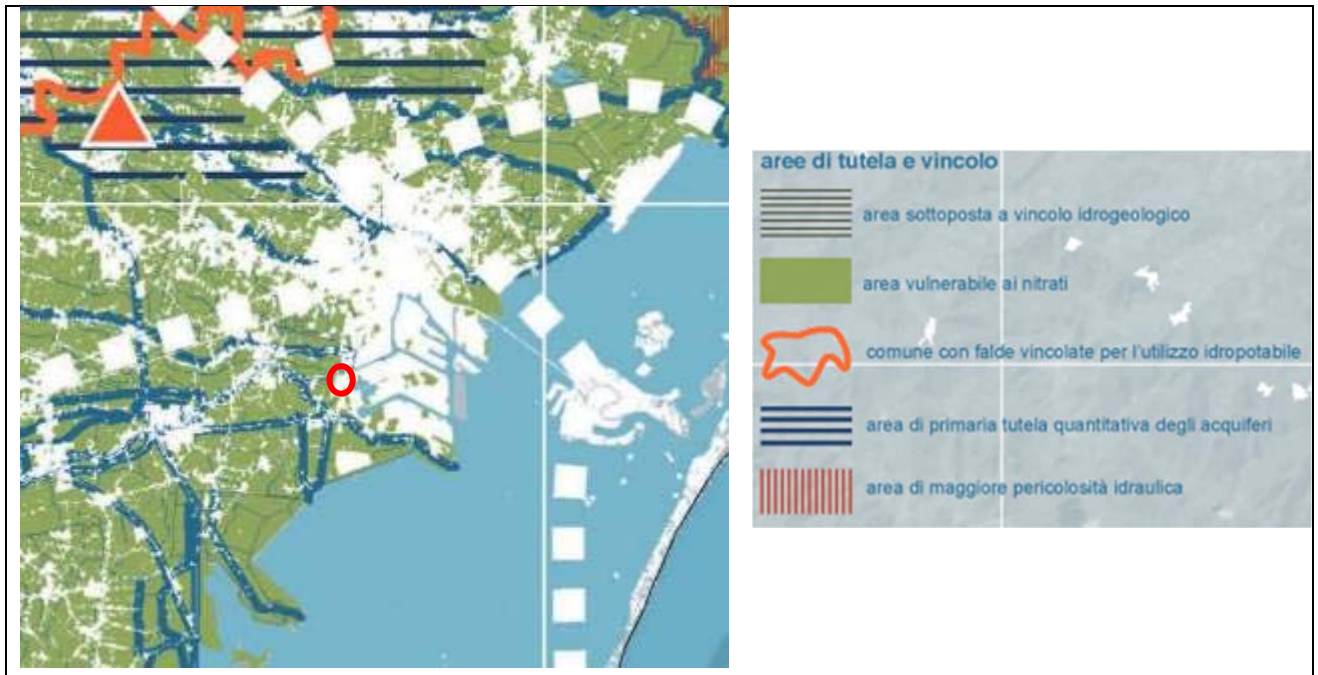 aree di tutela e vincolo
area sottoposta a vincolo idrogeologico
area vulnerabile ai nitrati
comune con falde vincolate per l'utilizzo idropotabile
area di primaria tutela quantitativa degli acquiferi
area di maggiore pericolosità idraulica